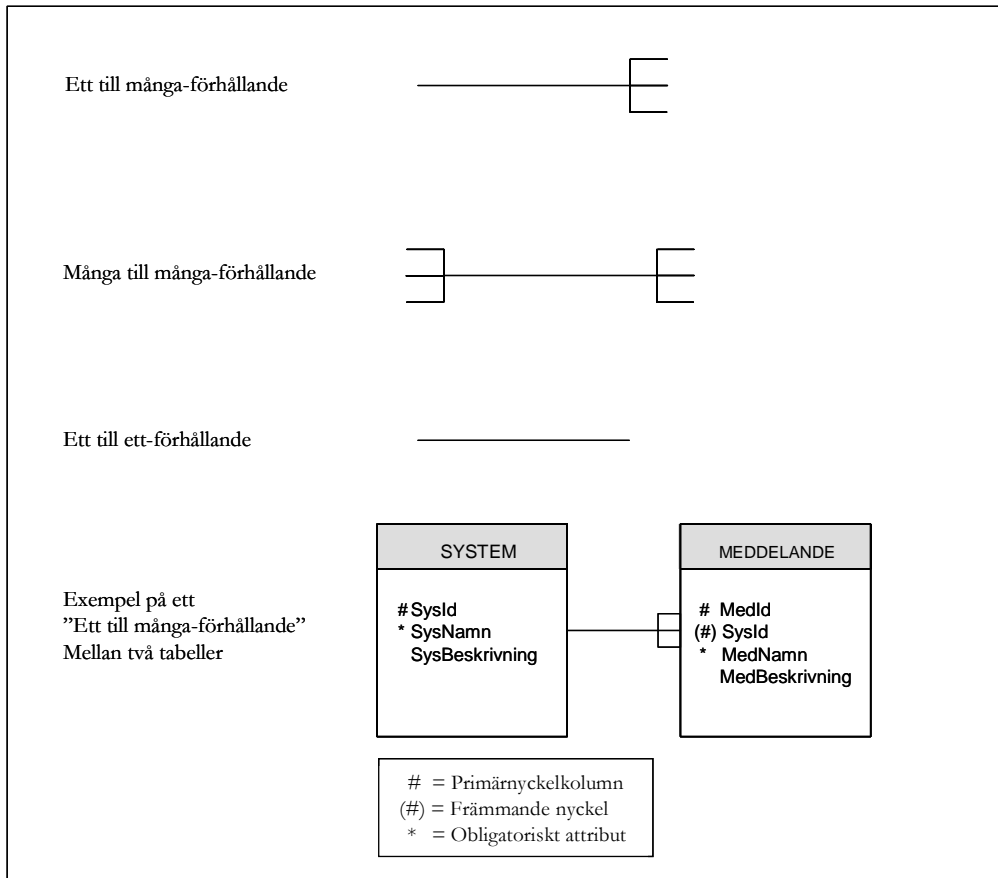 Ett till många-förhållande
Många till många-förhållande
Ett till ett-förhållande
Exempel på ett
”Ett till många-förhållande”
Mellan två tabeller
SYSTEM
# SysId
* SysNamn
SysBeskrivning
MEDDELANDE
# MedId
(#) SysId
* MedNamn
MedBeskrivning
# = Primärnyckelkolumn
(#) = Främmande nyckel
* = Obligatoriskt attribut